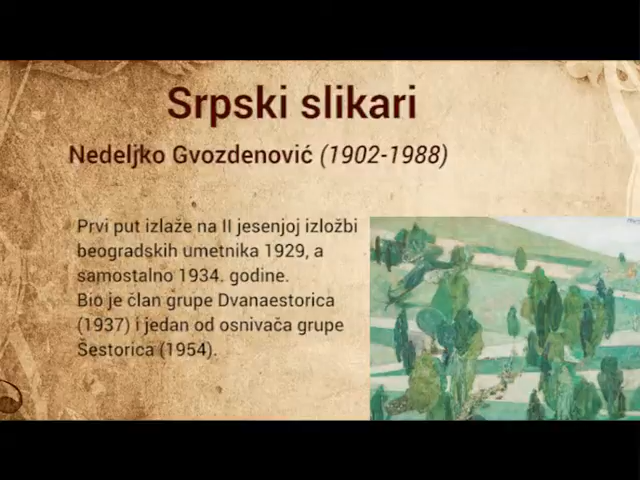 Srpski slikari
Nedeljko Gvozdenović (1902-1988)
Prvi put izlaže na II jesenjoj izložbi
beogradskih umetnika 1929, a
samostalno 1934. godine.
Bio je član grupe Dvanaestorica
(1937) i jedan od osnivača grupe
Šestorica (1954).